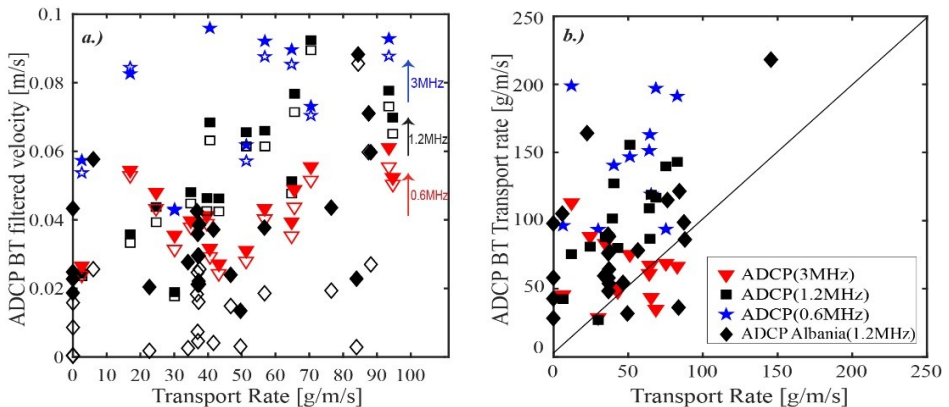 a.)
0.1
0.08
0.06
0.04
0.02
0
ADCP BT filtered velocity [m/s]
3MHz
1.2MHz
0.6MHz
0 10 20 30 40 50 60 70 80 90 100
Transport Rate [g/m/s]
b.)
250
200
150
100
50
0
ADCP BT Transport rate [g/m/s]
ADCP(3MHz)
ADCP(1.2MHz)
ADCP(0.6MHz)
ADCP Albania(1.2MHz)
0 50 100 150 200 250
Transport Rate [g/m/s]